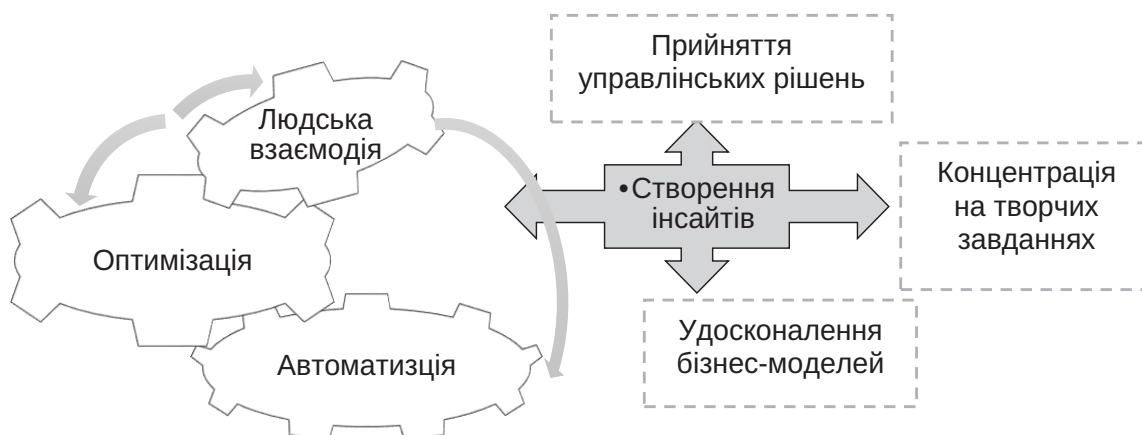 Людська
взаємодія
Оптимізація
Автоматизція
Прийняття
управлінських рішень
•Створення
інсайтів
Концентрація
на творчих
завданнях
Удосконалення
бізнес-моделей